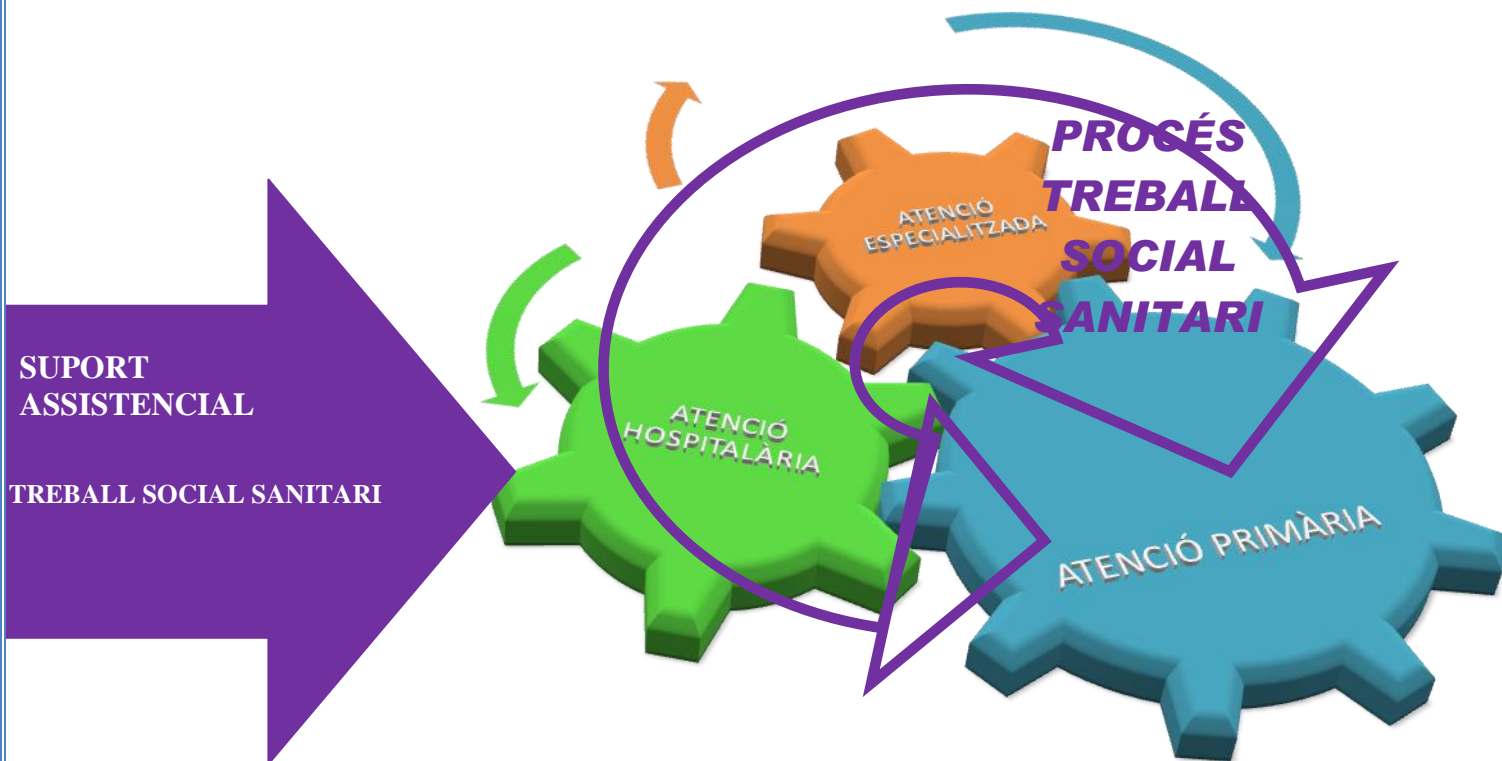 SUPORT
ASSISTENCIAL
TREBALL SOCIAL SANITARI
PROCÉS
TREBALL
SOCIAL
SANITARI
ATENCIÓ
ESPECIALITZADA
ATENCIÓ
HOSPITALÀRIA
ATENCIÓ PRIMÀRIA